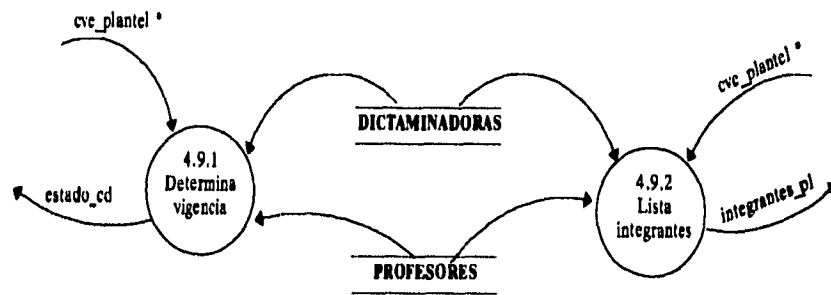 cve_plantel *
cve_plantel *
DICTAMINADORAS
4.9.1
Determina
vigencia
estado_cd
4.9.2
Lista
integrantes
integrantes_pl
PROFESORES